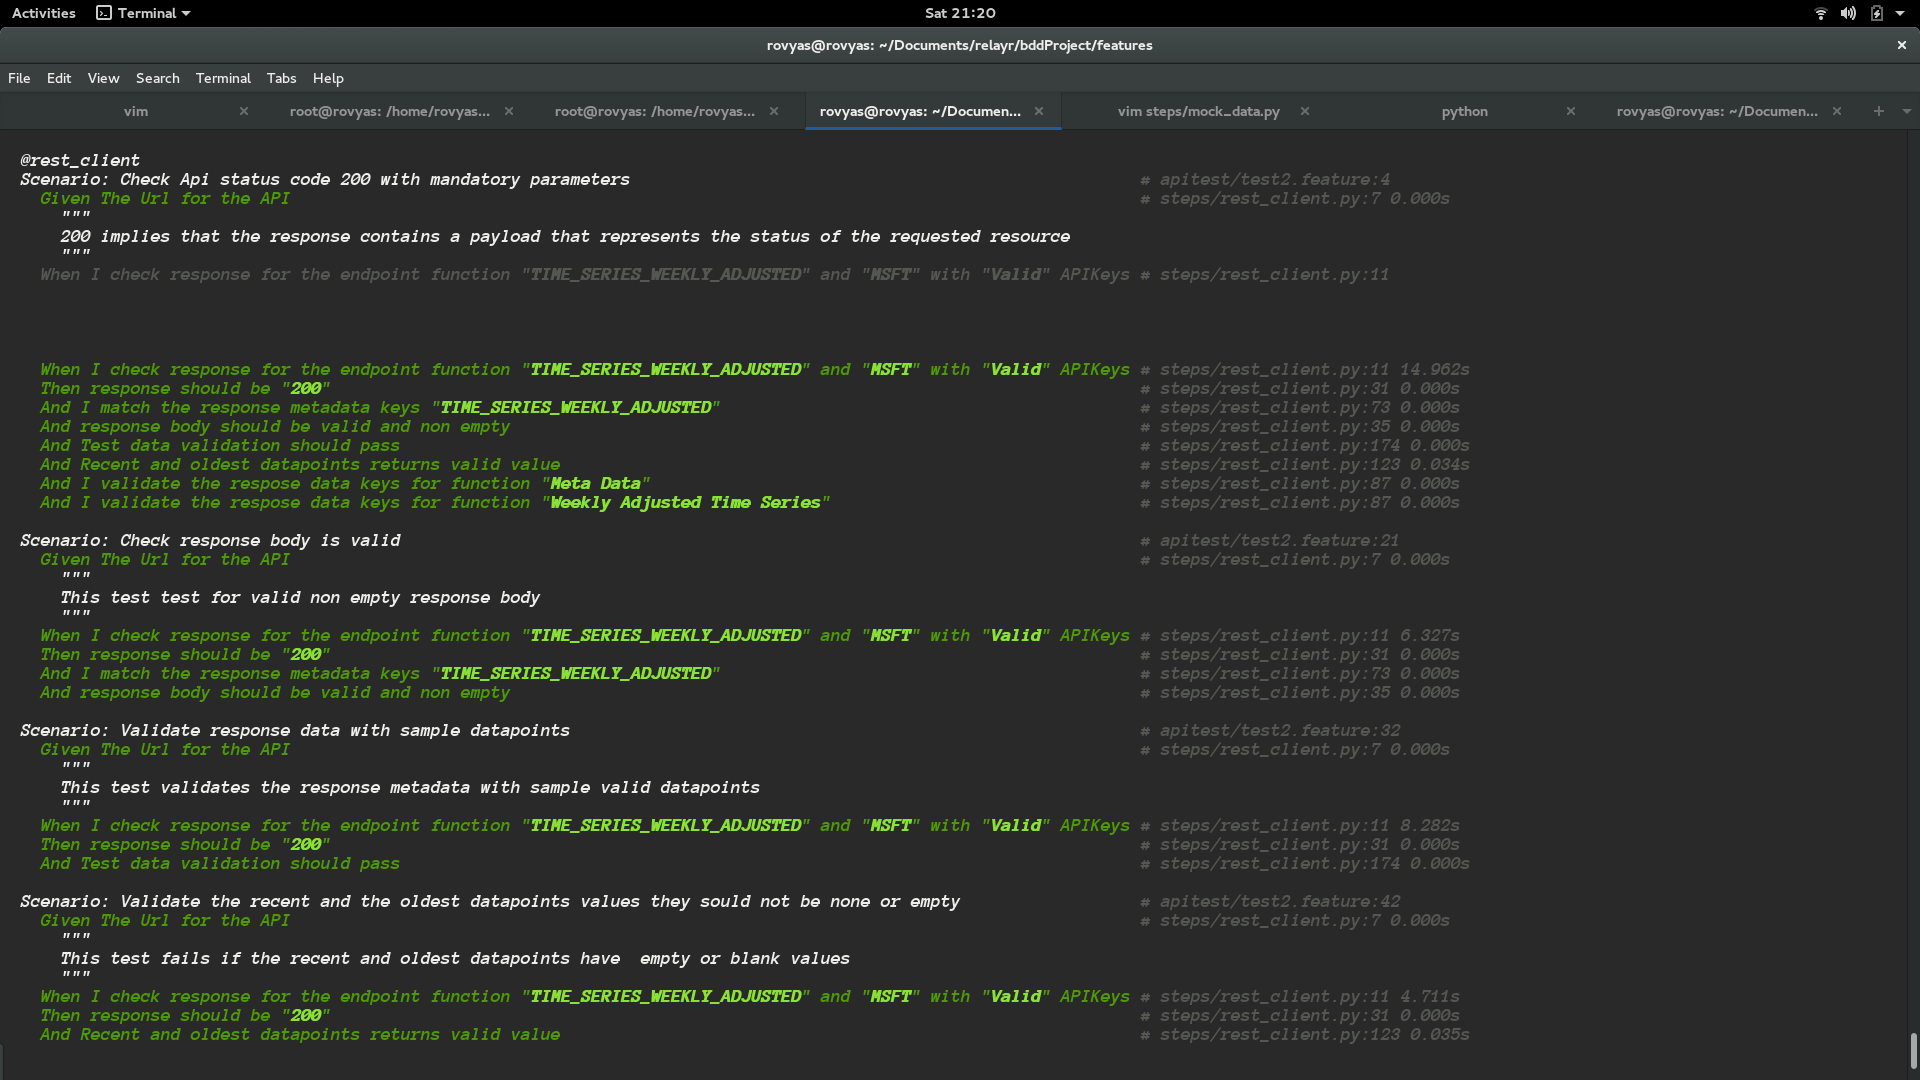 Activities Terminal Sat 21:20
rovyas@rovyas: ~/Documents/relayr/bddProject/features
File Edit View Search Terminal Tabs Help
vim root@rovyas: /home/rovyas... root@rovyas: /home/rovyas... rovyas@rovyas: ~/Documen... vim steps/mock_data.py python rovyas@rovyas: ~/Documen...
@rest_client
Scenario: Check Api status code 200 with mandatory parameters # apitest/test2.feature:4
Given The Url for the API # steps/rest_client.py:7 0.000s
"""
200 implies that the response contains a payload that represents the status of the requested resource
"""
When I check response for the endpoint function "TIME_SERIES_WEEKLY_ADJUSTED" and "MSFT" with "Valid" APIKeys # steps/rest_client.py:11
When I check response for the endpoint function "TIME_SERIES_WEEKLY_ADJUSTED" and "MSFT" with "Valid" APIKeys # steps/rest_client.py:11 14.962s
Then response should be "200" # steps/rest_client.py:31 0.000s
And I match the response metadata keys "TIME_SERIES_WEEKLY_ADJUSTED" # steps/rest_client.py:73 0.000s
And response body should be valid and non empty # steps/rest_client.py:35 0.000s
And Test data validation should pass # steps/rest_client.py:174 0.000s
And Recent and oldest datapoints returns valid value # steps/rest_client.py:123 0.034s
And I validate the respose data keys for function "Meta Data" # steps/rest_client.py:87 0.000s
And I validate the respose data keys for function "Weekly Adjusted Time Series" # steps/rest_client.py:87 0.000s
Scenario: Check response body is valid # apitest/test2.feature:21
Given The Url for the API # steps/rest_client.py:7 0.000s
"""
This test test for valid non empty response body
"""
When I check response for the endpoint function "TIME_SERIES_WEEKLY_ADJUSTED" and "MSFT" with "Valid" APIKeys # steps/rest_client.py:11 6.327s
Then response should be "200" # steps/rest_client.py:31 0.000s
And I match the response metadata keys "TIME_SERIES_WEEKLY_ADJUSTED" # steps/rest_client.py:73 0.000s
And response body should be valid and non empty # steps/rest_client.py:35 0.000s
Scenario: Validate response data with sample datapoints # apitest/test2.feature:32
Given The Url for the API # steps/rest_client.py:7 0.000s
"""
This test validates the response metadata with sample valid datapoints
"""
When I check response for the endpoint function "TIME_SERIES_WEEKLY_ADJUSTED" and "MSFT" with "Valid" APIKeys # steps/rest_client.py:11 8.282s
Then response should be "200" # steps/rest_client.py:31 0.000s
And Test data validation should pass # steps/rest_client.py:174 0.000s
Scenario: Validate the recent and the oldest datapoints values they sould not be none or empty # apitest/test2.feature:42
Given The Url for the API # steps/rest_client.py:7 0.000s
"""
This test fails if the recent and oldest datapoints have  empty or blank values
"""
When I check response for the endpoint function "TIME_SERIES_WEEKLY_ADJUSTED" and "MSFT" with "Valid" APIKeys # steps/rest_client.py:11 4.711s
Then response should be "200" # steps/rest_client.py:31 0.000s
And Recent and oldest datapoints returns valid value # steps/rest_client.py:123 0.035s